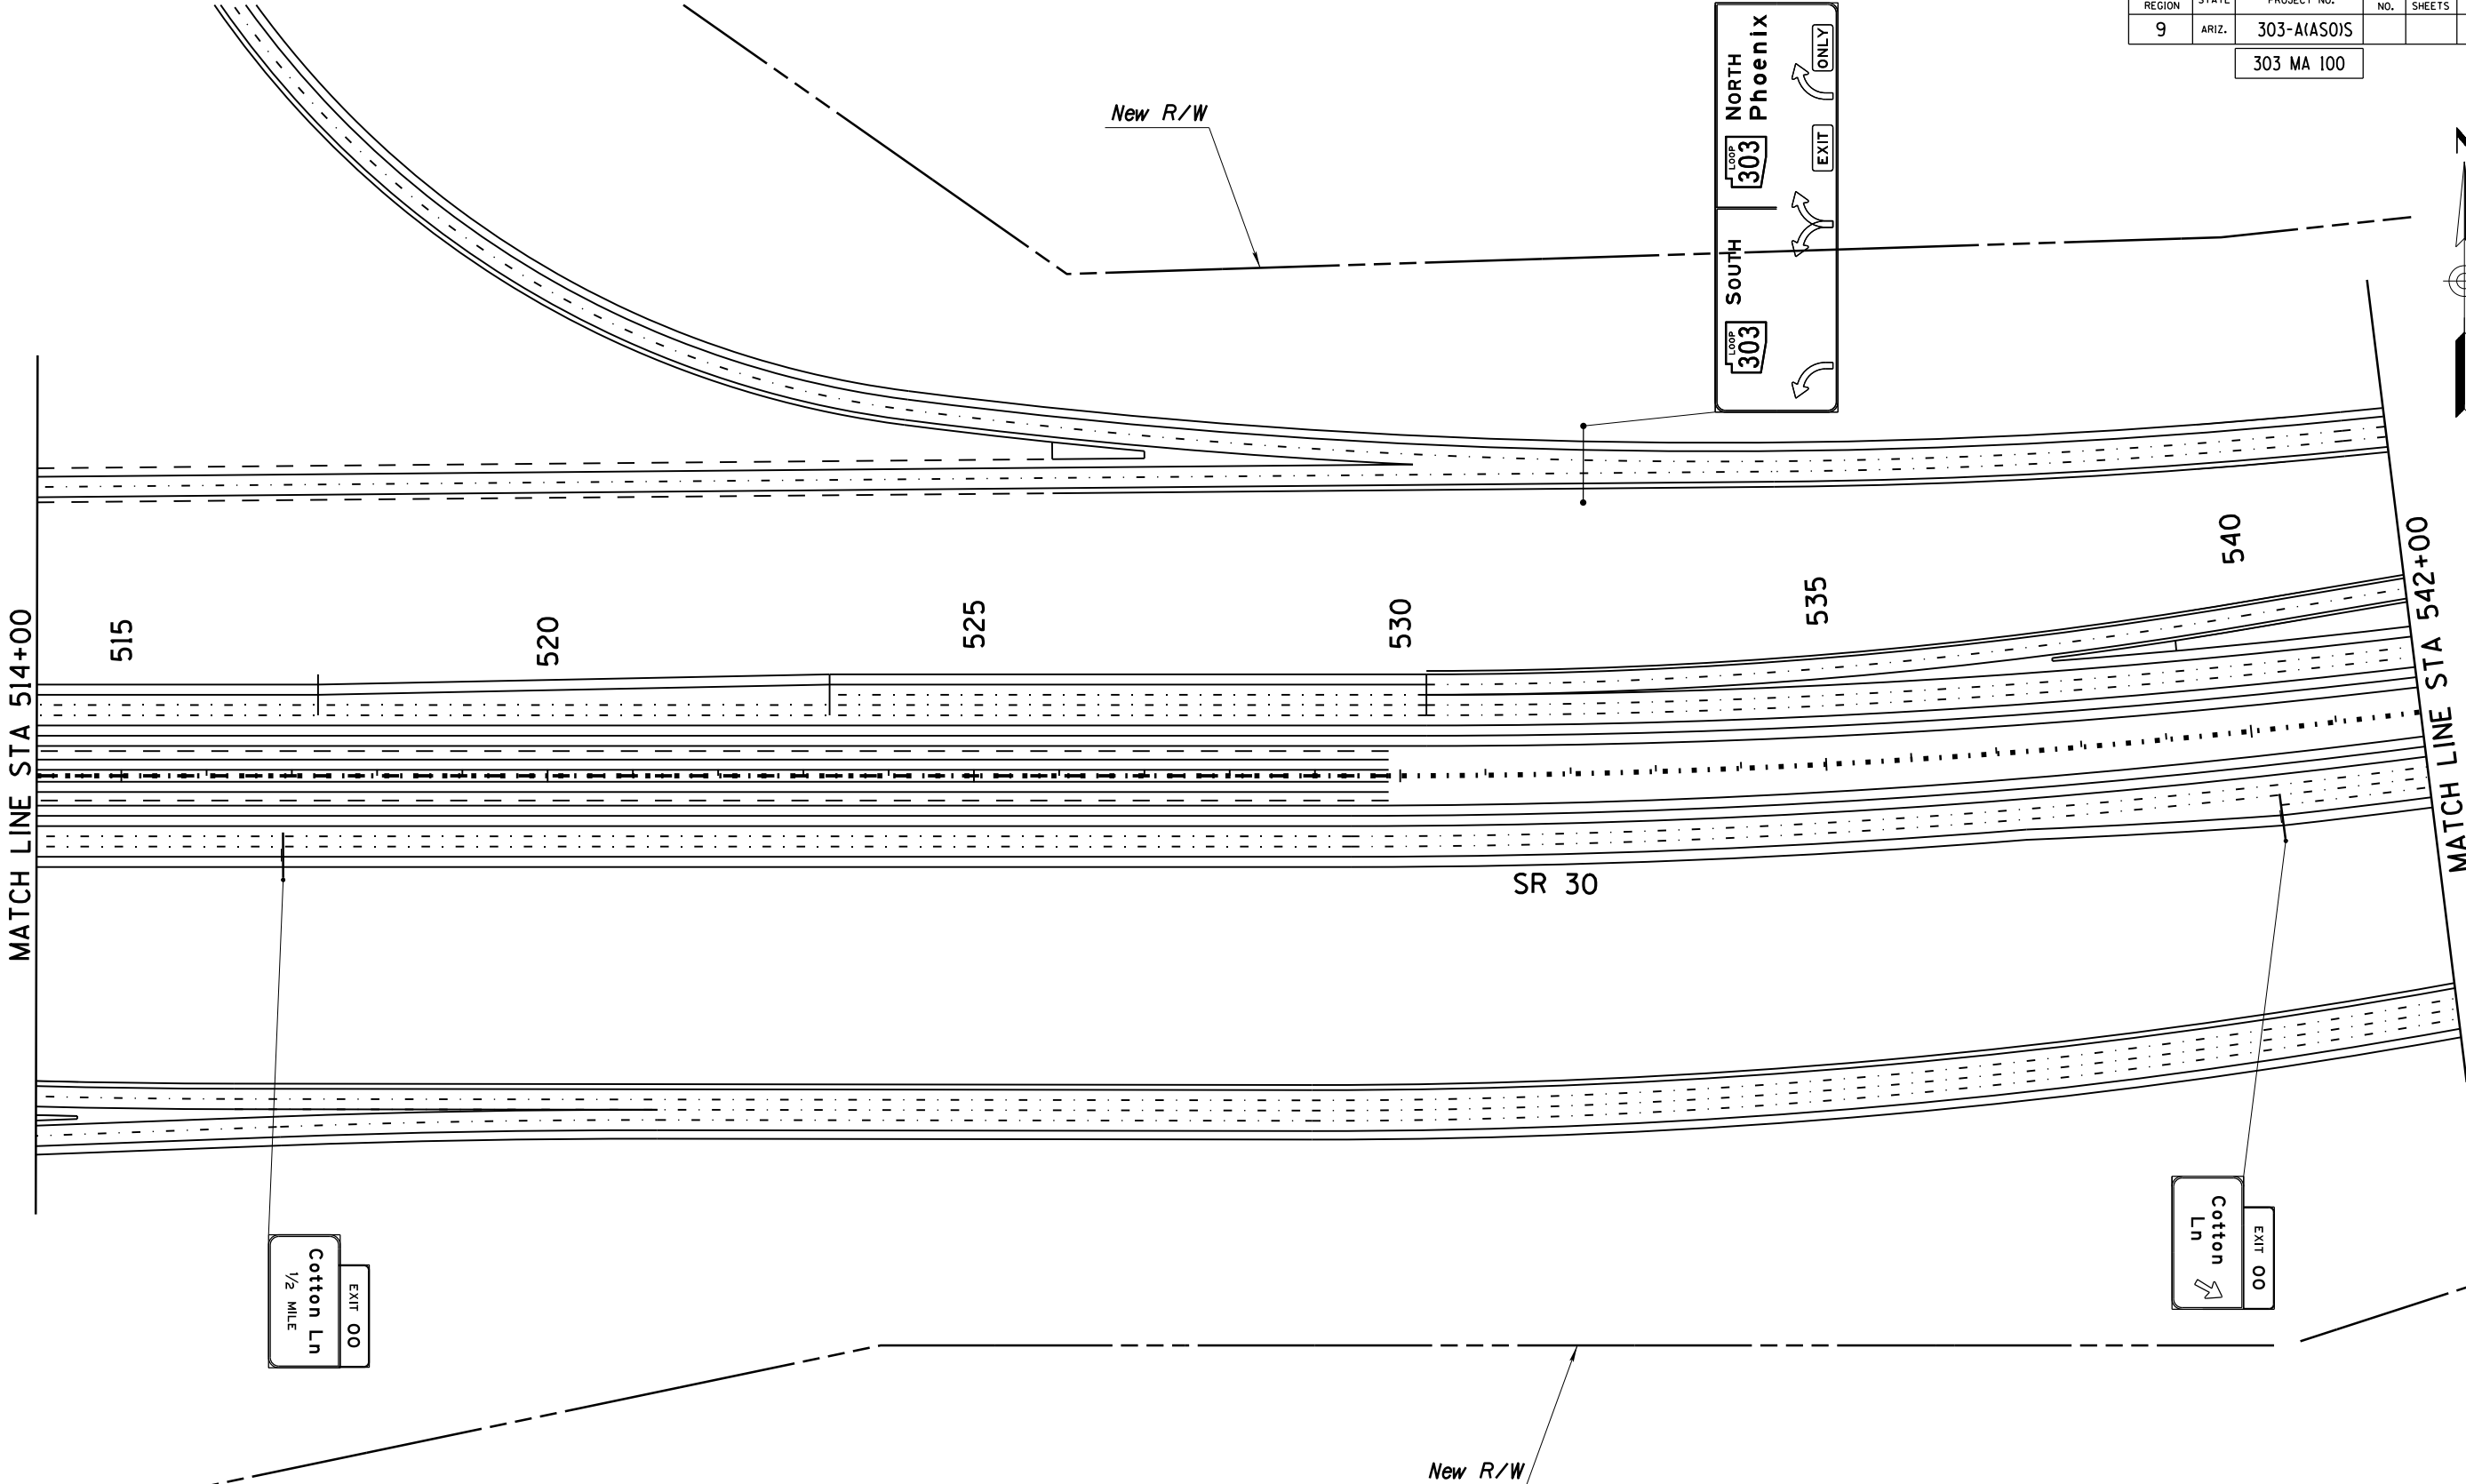 REGION STATE PROJECT NO. NO. SHEETS
9 ARIZ. 303-A(ASO)S
303 MA 100
New R/W
LOOP 303 SOUTH
LOOP 303 NORTH
Phoenix
EXIT ONLY
N
MATCH LINE STA 514+00
515
520
525
530
535
540
MATCH LINE STA 542+00
SR 30
EXIT 00
Cotton Ln
1/2 MILE
EXIT 00
Cotton
Ln
New R/W